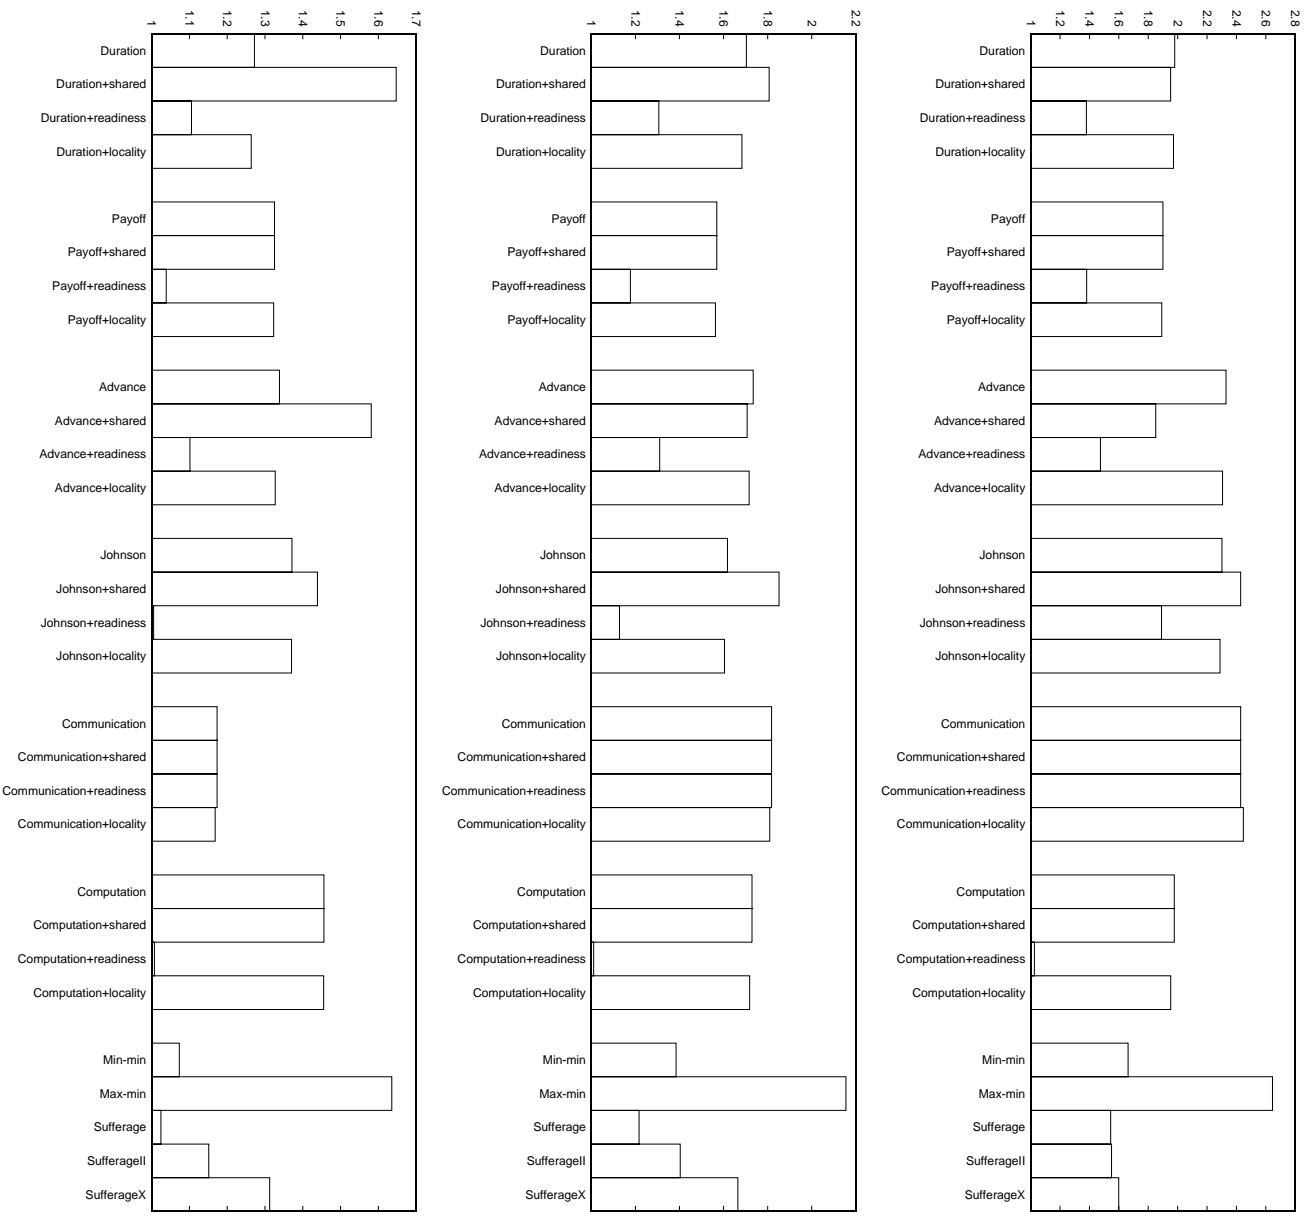 1 1.1 1.2 1.3 1.4 1.5 1.6 1.7
Duration
Duration+shared
Duration+readiness
Duration+locality
Payoff
Payoff+shared
Payoff+readiness
Payoff+locality
Advance
Advance+shared
Advance+readiness
Advance+locality
Johnson
Johnson+shared
Johnson+readiness
Johnson+locality
Communication
Communication+shared
Communication+readiness
Communication+locality
Computation
Computation+shared
Computation+readiness
Computation+locality
Min-min
Max-min
Sufferage
SufferageII
SufferageX
1 1.2 1.4 1.6 1.8 2 2.2
Duration
Duration+shared
Duration+readiness
Duration+locality
Payoff
Payoff+shared
Payoff+readiness
Payoff+locality
Advance
Advance+shared
Advance+readiness
Advance+locality
Johnson
Johnson+shared
Johnson+readiness
Johnson+locality
Communication
Communication+shared
Communication+readiness
Communication+locality
Computation
Computation+shared
Computation+readiness
Computation+locality
Min-min
Max-min
Sufferage
SufferageII
SufferageX
1 1.2 1.4 1.6 1.8 2 2.2 2.4 2.6 2.8
Duration
Duration+shared
Duration+readiness
Duration+locality
Payoff
Payoff+shared
Payoff+readiness
Payoff+locality
Advance
Advance+shared
Advance+readiness
Advance+locality
Johnson
Johnson+shared
Johnson+readiness
Johnson+locality
Communication
Communication+shared
Communication+readiness
Communication+locality
Computation
Computation+shared
Computation+readiness
Computation+locality
Min-min
Max-min
Sufferage
SufferageII
SufferageX